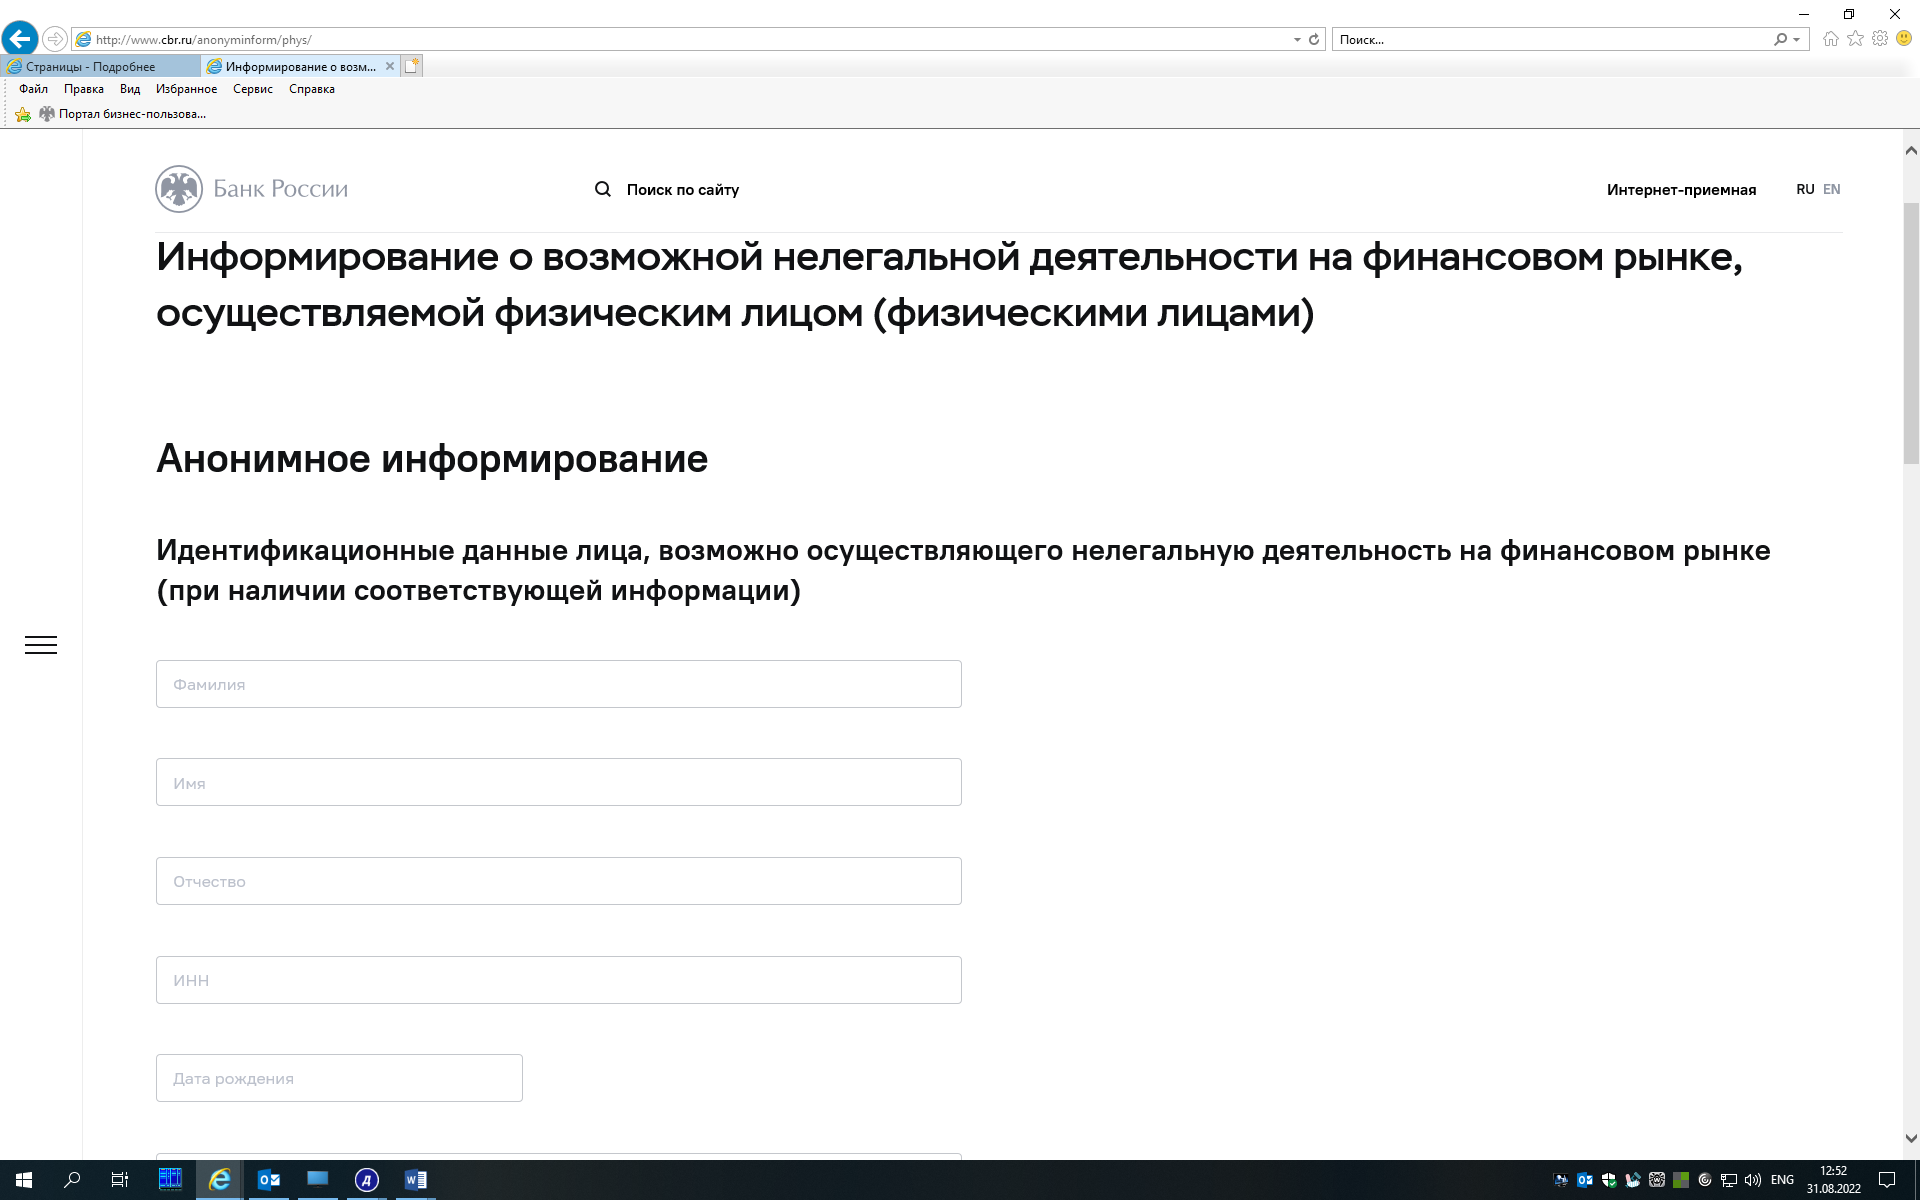 http://www.cbr.ru/anonyminform/phys/
Поиск...
Страницы - Подробнее
Информирование о возм...
Файл Правка Вид Избранное Сервис Справка
Портал бизнес-пользова...
Банк России
Поиск по сайту
Интернет-приемная
RU EN
Информирование о возможной нелегальной деятельности на финансовом рынке,
осуществляемой физическим лицом (физическими лицами)
Анонимное информирование
Идентификационные данные лица, возможно осуществляющего нелегальную деятельность на финансовом рынке
(при наличии соответствующей информации)
Фамилия
Имя
Отчество
ИНН
Дата рождения
ENG
12:52
31.08.2022